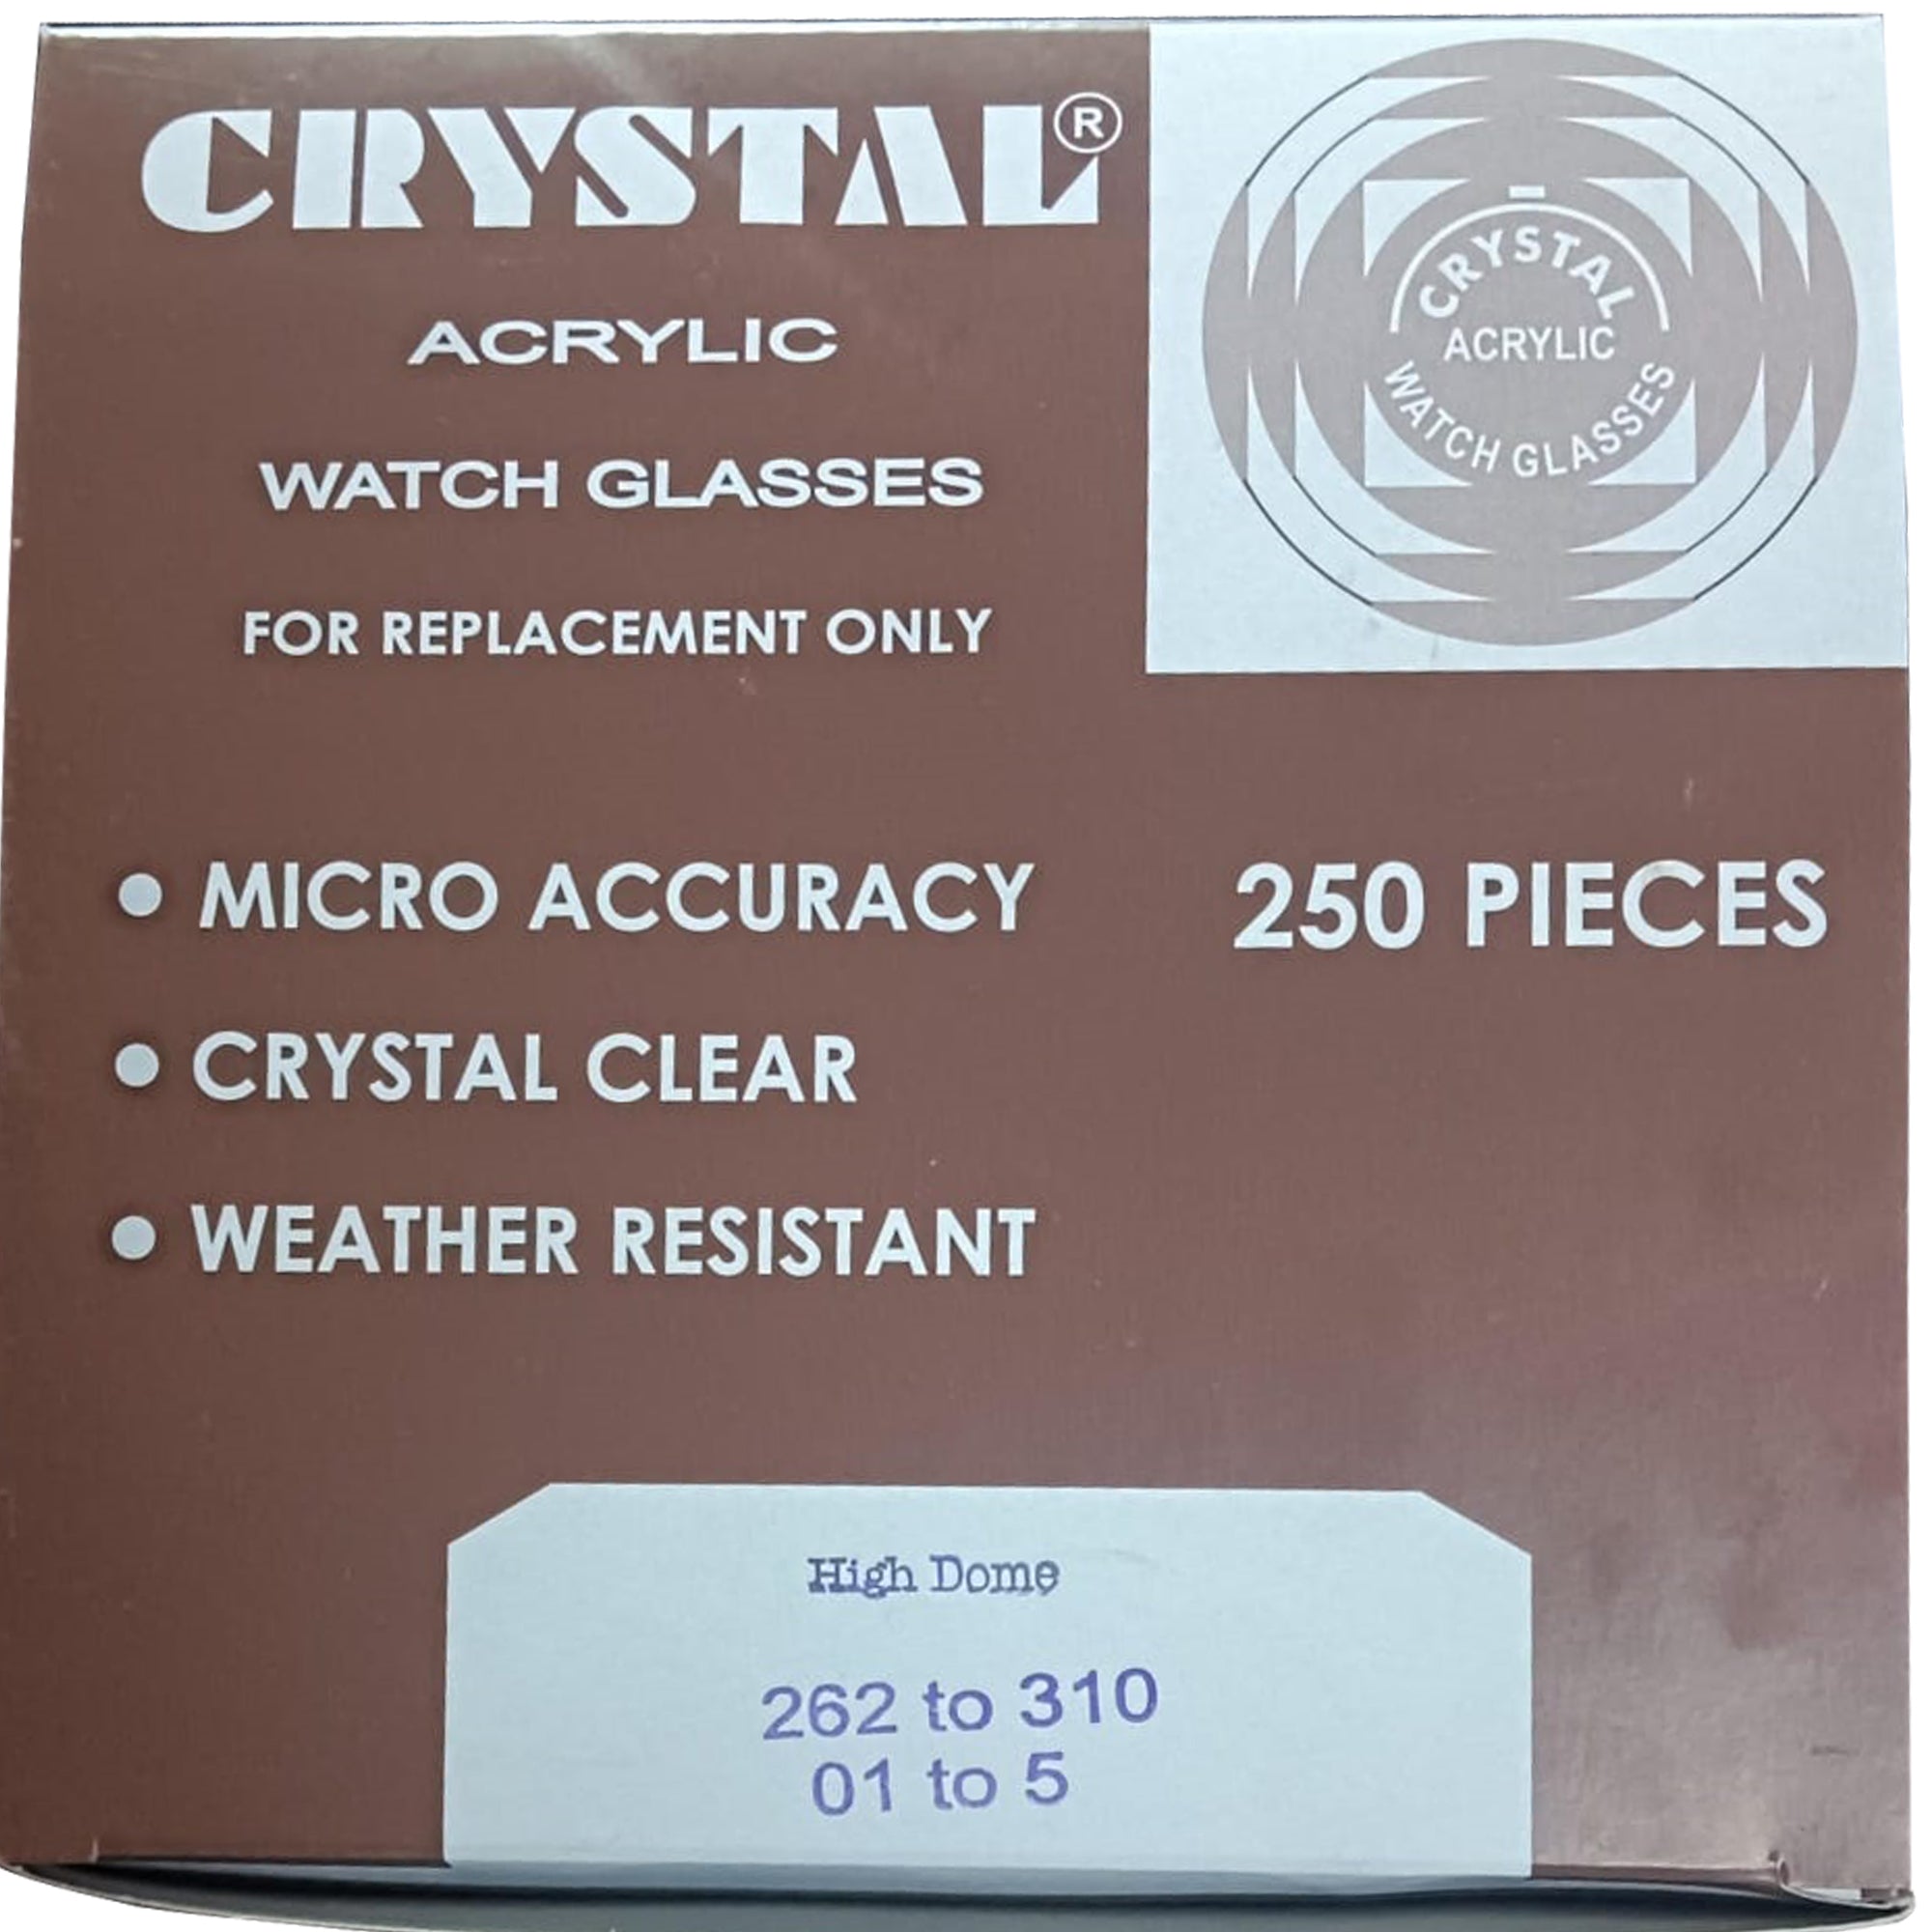 CRYSTAL®
ACRYLIC
WATCH GLASSES
FOR REPLACEMENT ONLY
CRYSTAL
ACRYLIC
WATCH GLASSES
• MICRO ACCURACY
250 PIECES
• CRYSTAL CLEAR
• WEATHER RESISTANT
High Dome
262 to 310
01 to 5